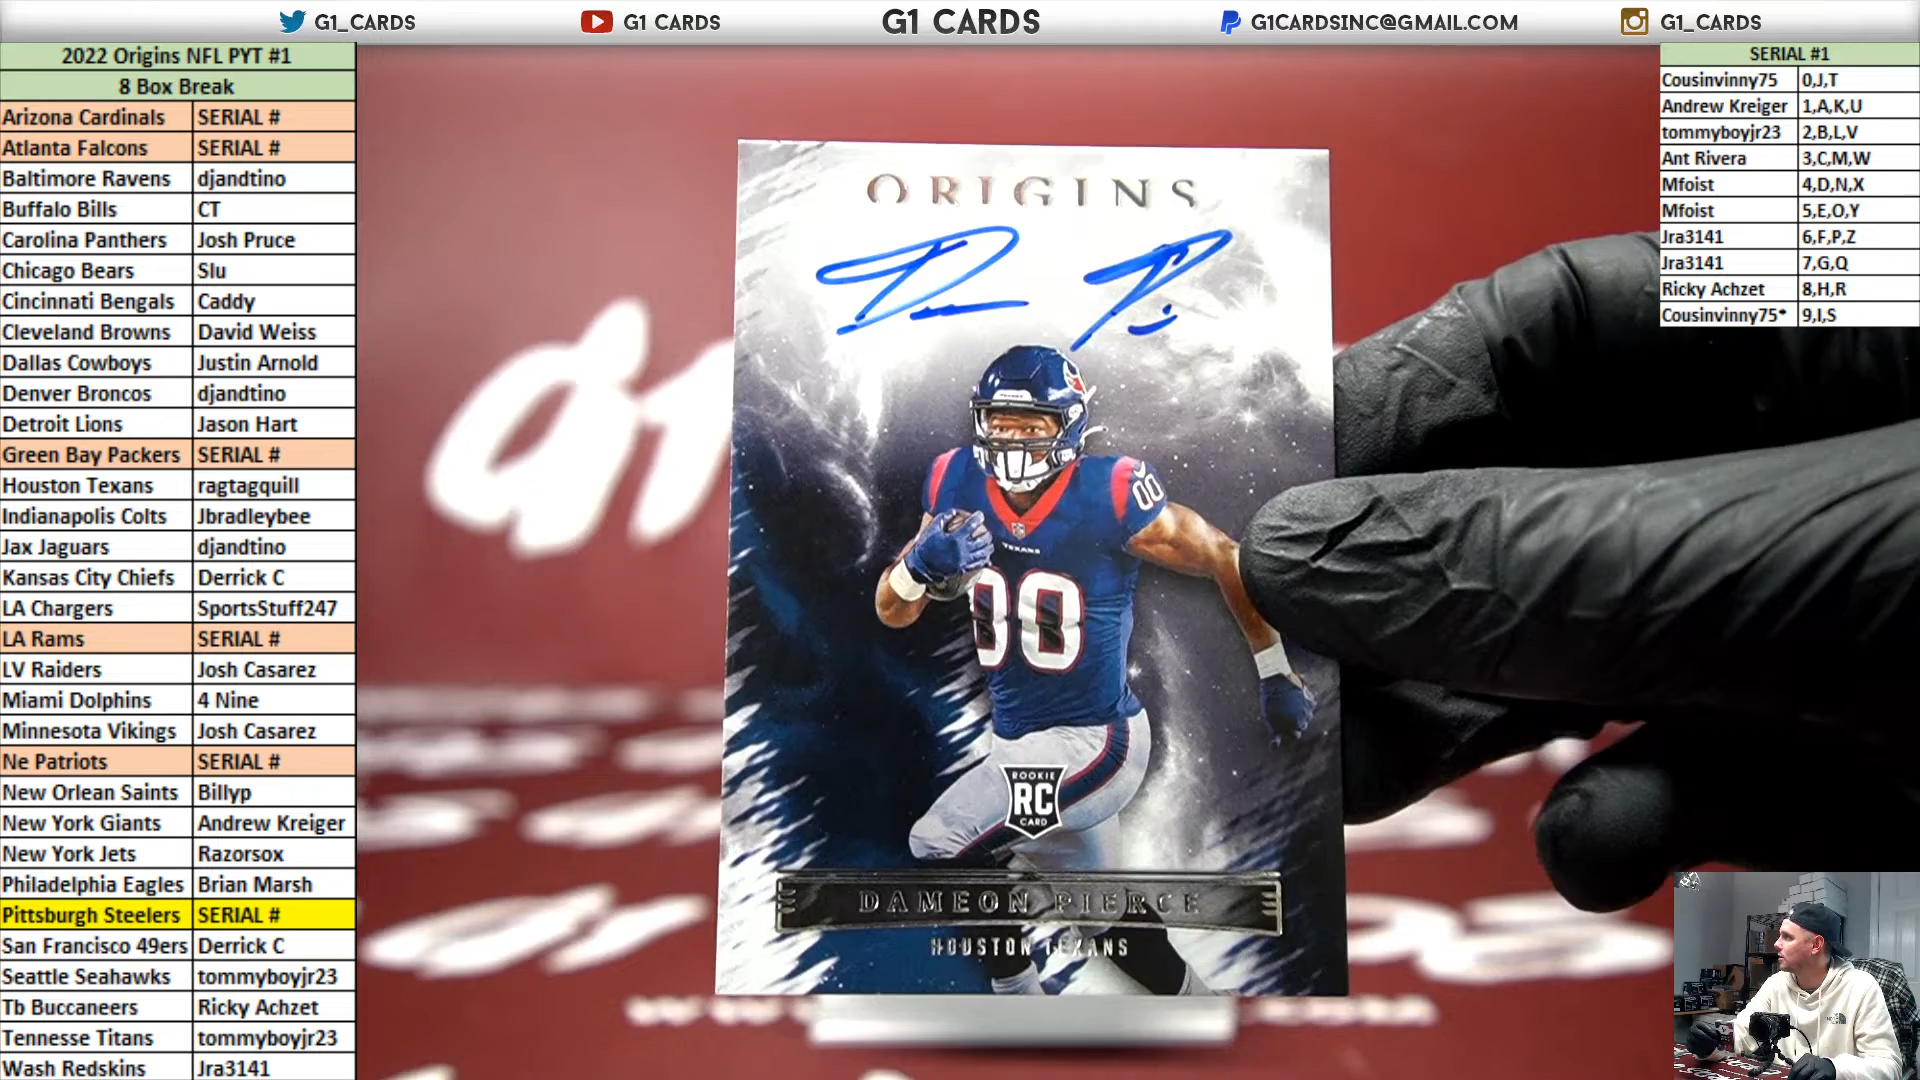 G1_CARDS
G1 CARDS
G1 CARDS
G1CARDSINC@GMAIL.COM
G1_CARDS
2022 Origins NFL PYT #1
8 Box Break
Arizona Cardinals SERIAL #
Atlanta Falcons SERIAL #
Baltimore Ravens djandtino
Buffalo Bills CT
Carolina Panthers Josh Pruce
Chicago Bears Slu
Cincinnati Bengals Caddy
Cleveland Browns David Weiss
Dallas Cowboys Justin Arnold
Denver Broncos djandtino
Detroit Lions Jason Hart
Green Bay Packers SERIAL #
Houston Texans ragtagquill
Indianapolis Colts Jbradleybee
Jax Jaguars djandtino
Kansas City Chiefs Derrick C
LA Chargers SportsStuff247
LA Rams SERIAL #
LV Raiders Josh Casarez
Miami Dolphins 4 Nine
Minnesota Vikings Josh Casarez
Ne Patriots SERIAL #
New Orlean Saints Billyp
New York Giants Andrew Kreiger
New York Jets Razorsox
Philadelphia Eagles Brian Marsh
Pittsburgh Steelers SERIAL #
San Francisco 49ers Derrick C
Seattle Seahawks tommyboyjr23
Tb Buccaneers Ricky Achzet
Tennesse Titans tommyboyjr23
Wash Redskins Jra3141
ORIGINS
00
TEXANS
00
ROOKIE
RC
CARD
DAMEON PIERCE
HOUSTON TEXANS
SERIAL #1
Cousinvinny75 0,J,T
Andrew Kreiger 1,A,K,U
tommyboyjr23 2,B,L,V
Ant Rivera 3,C,M,W
Mfoist 4,D,N,X
Mfoist 5,E,O,Y
Jra3141 6,F,P,Z
Jra3141 7,G,Q
Ricky Achzet 8,H,R
Cousinvinny75* 9,I,S